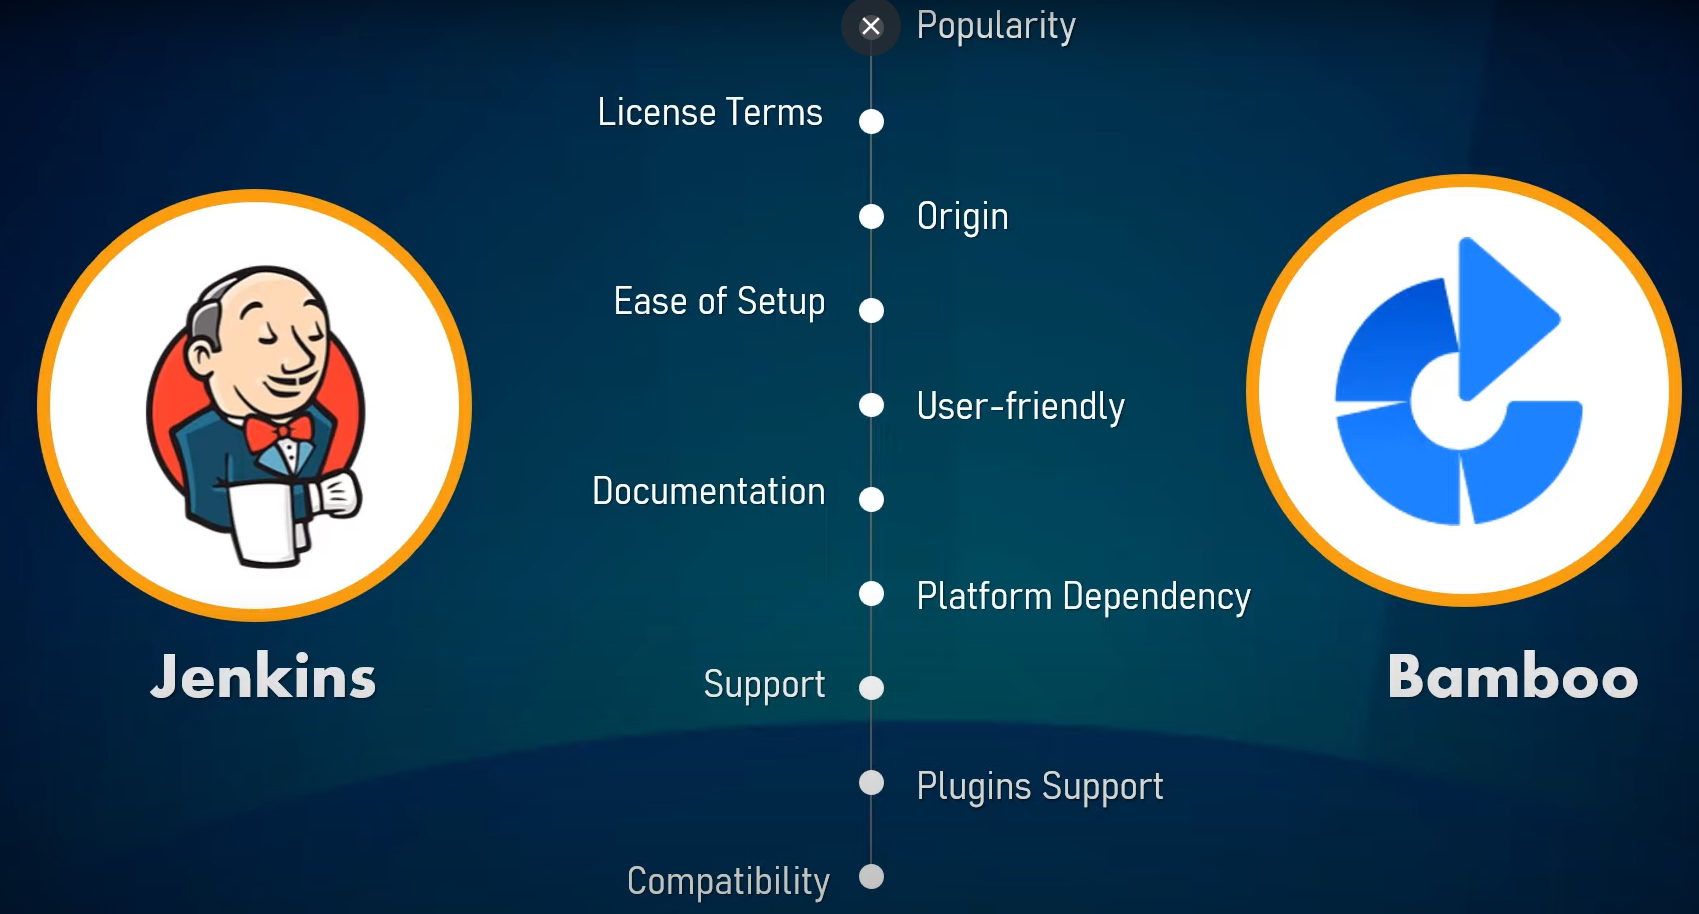 Popularity
License Terms
Origin
Ease of Setup
User-friendly
Documentation
Platform Dependency
Jenkins
Bamboo
Support
Plugins Support
Compatibility